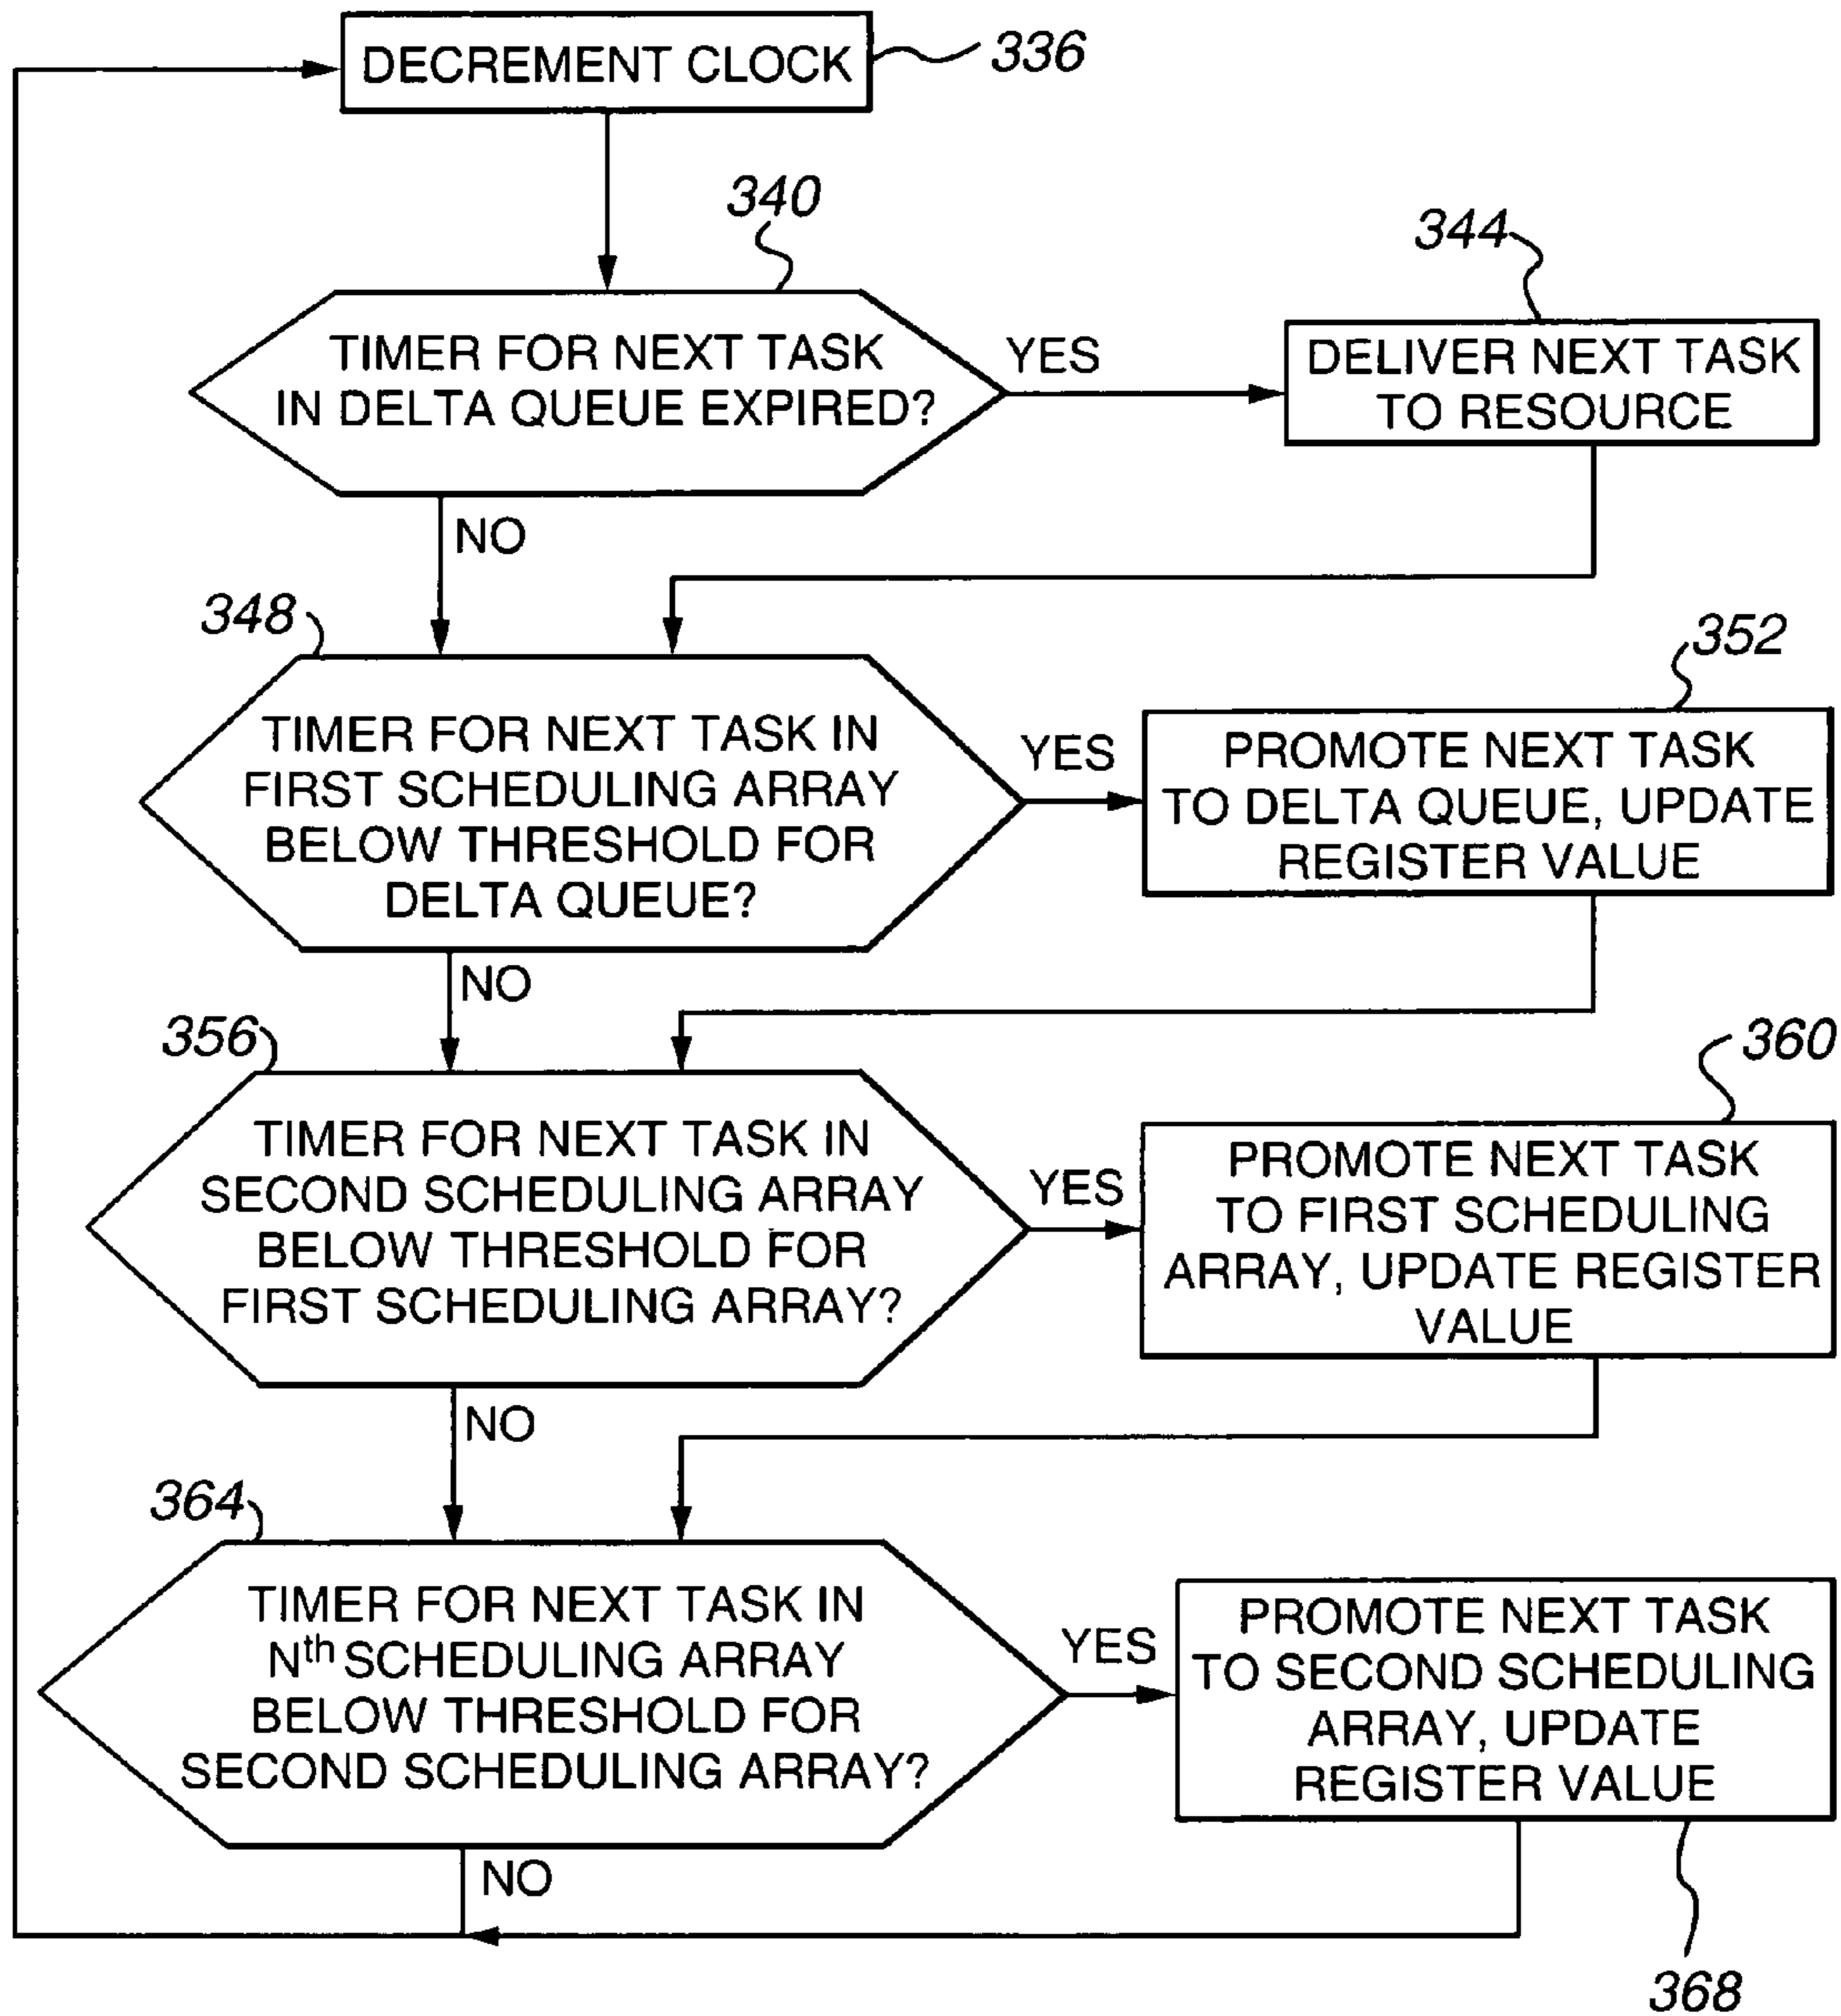 DECREMENT CLOCK
336
340
TIMER FOR NEXT TASK
IN DELTA QUEUE EXPIRED?
YES
344
DELIVER NEXT TASK
TO RESOURCE
NO
348
TIMER FOR NEXT TASK IN
FIRST SCHEDULING ARRAY
BELOW THRESHOLD FOR
DELTA QUEUE?
YES
352
PROMOTE NEXT TASK
TO DELTA QUEUE, UPDATE
REGISTER VALUE
NO
356
TIMER FOR NEXT TASK IN
SECOND SCHEDULING ARRAY
BELOW THRESHOLD FOR
FIRST SCHEDULING ARRAY?
YES
360
PROMOTE NEXT TASK
TO FIRST SCHEDULING
ARRAY, UPDATE REGISTER
VALUE
NO
364
TIMER FOR NEXT TASK IN
Nth SCHEDULING ARRAY
BELOW THRESHOLD FOR
SECOND SCHEDULING ARRAY?
YES
PROMOTE NEXT TASK
TO SECOND SCHEDULING
ARRAY, UPDATE
REGISTER VALUE
NO
368